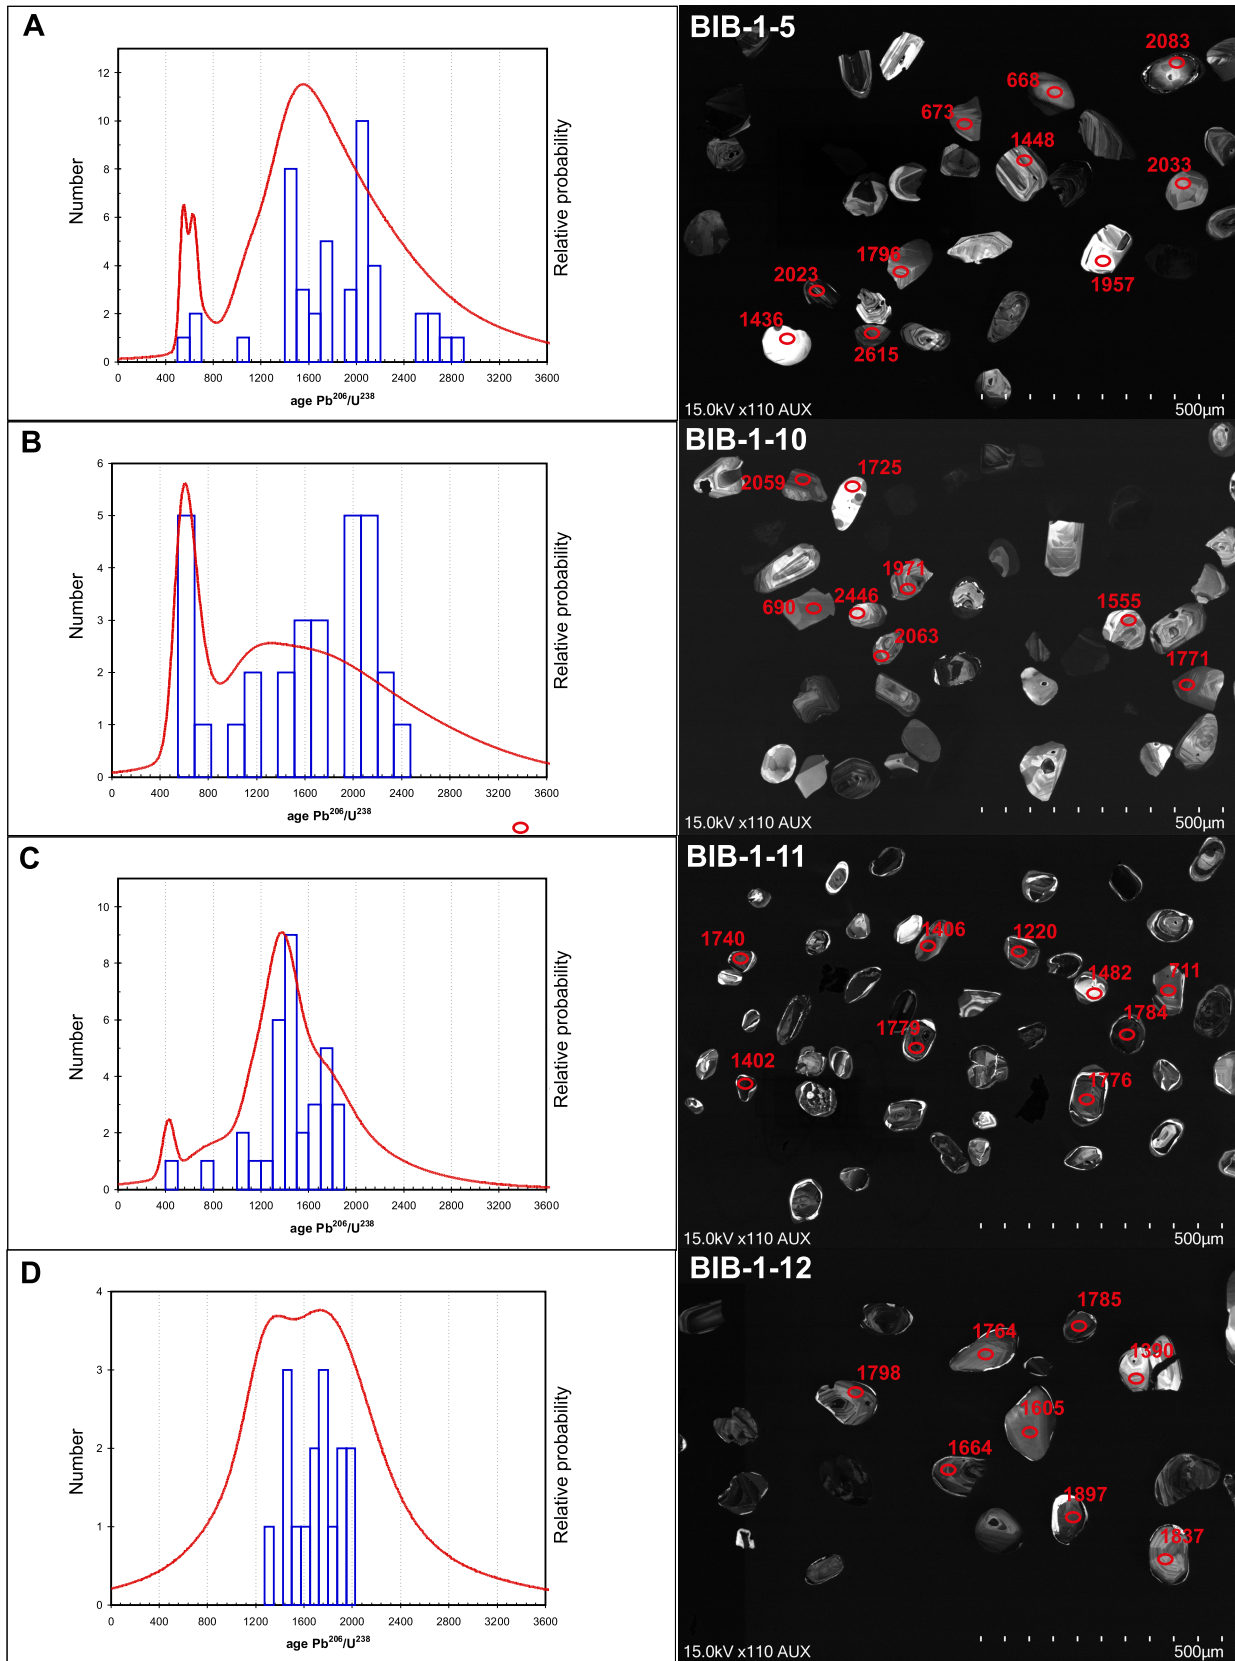 A
Number
Relative probability
12
10
8
6
4
2
0
0 400 800 1200 1600 2000 2400 2800 3200 3600
age Pb206/U238
BIB-1-5
2083
668
673
1448
2033
1796
2023
1957
1436
2615
15.0kV x110 AUX
500µm
B
Number
Relative probability
6
5
4
3
2
1
0
0 400 800 1200 1600 2000 2400 2800 3200 3600
age Pb206/U238
BIB-1-10
1725
2059
1971
690
2446
1555
2063
1771
15.0kV x110 AUX
500µm
C
Number
Relative probability
10
8
6
4
2
0
0 400 800 1200 1600 2000 2400 2800 3200 3600
age Pb206/U238
BIB-1-11
1740
1406
1220
1482
711
1784
1779
1402
1776
15.0kV x110 AUX
500µm
D
Number
Relative probability
4
3
2
1
0
0 400 800 1200 1600 2000 2400 2800 3200 3600
age Pb206/U238
BIB-1-12
1785
1784
1390
1798
1605
1664
1897
1837
15.0kV x110 AUX
500µm